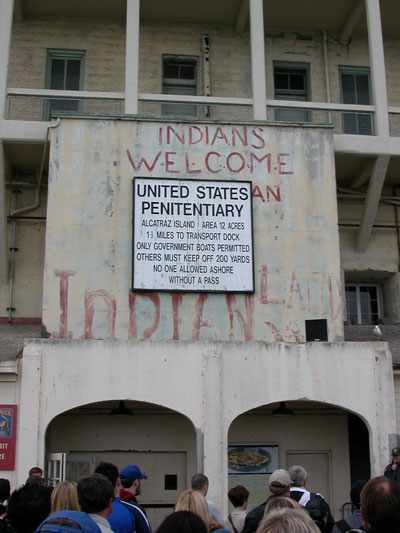 INDIANS
WELCOME
AN
UNITED STATES
PENITENTIARY
ALCATRAZ ISLAND AREA 12 ACRES
1½ MILES TO TRANSPORT DOCK
ONLY GOVERNMENT BOATS PERMITTED
OTHERS MUST KEEP OFF 200 YARDS
NO ONE ALLOWED ASHORE
WITHOUT A PASS
INDIAN LAND